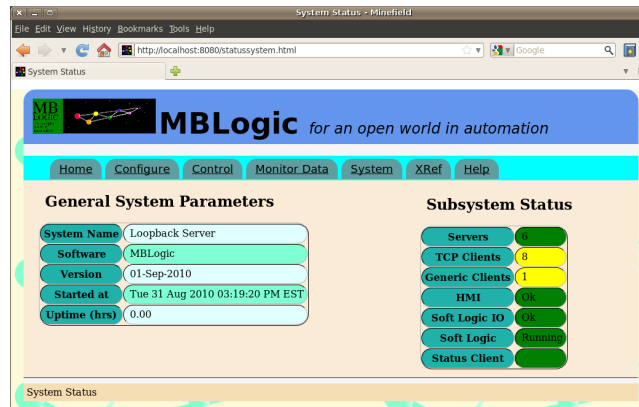 System Status - Minefield
File Edit View History Bookmarks Tools Help
http://localhost:8080/statussystem.html
Google
System Status
MB
LOGIC
MBLogic for an open world in automation
Home Configure Control Monitor Data System XRef Help
General System Parameters
System Name Loopback Server
Software MBLogic
Version 01-Sep-2010
Started at Tue 31 Aug 2010 03:19:20 PM EST
Uptime (hrs) 0.00
Subsystem Status
Servers 6
TCP Clients 8
Generic Clients 1
HMI Ok
Soft Logic IO Ok
Soft Logic Running
Status Client
System Status